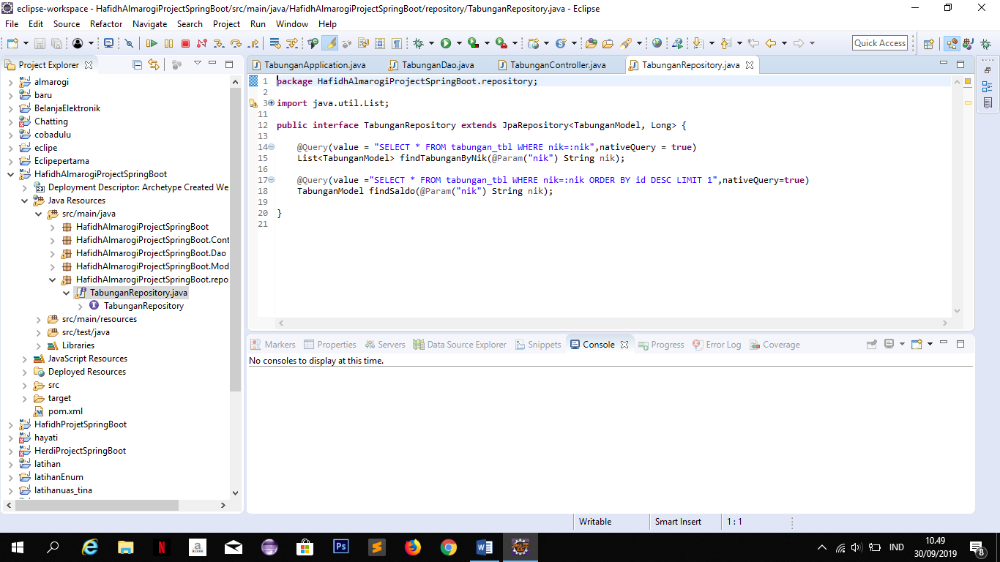 eclipse-workspace - HafidhAlmarogiProjectSpringBoot/src/main/java/HafidhAlmarogiProjectSpringBoot/repository/TabunganRepository.java - Eclipse
File Edit Source Refactor Navigate Search Project Run Window Help
Quick Access
Project Explorer
almarogi
baru
BelanjaElektronik
Chatting
cobadulu
eclipe
Eclipepertama
HafidhAlmarogiProjectSpringBoot
Deployment Descriptor: Archetype Created We
Java Resources
src/main/java
HafidhAlmarogiProjectSpringBoot
HafidhAlmarogiProjectSpringBoot.Cont
HafidhAlmarogiProjectSpringBoot.Dao
HafidhAlmarogiProjectSpringBoot.Mod
HafidhAlmarogiProjectSpringBoot.repo
TabunganRepository.java
TabunganRepository
src/main/resources
src/test/java
Libraries
JavaScript Resources
Deployed Resources
src
target
pom.xml
HafidhProjetSpringBoot
hayati
HerdiProjectSpringBoot
latihan
latihanEnum
latihanuas_tina
TabunganApplication.java TabunganDao.java TabunganController.java TabunganRepository.java
1 package HafidhAlmarogiProjectSpringBoot.repository;
2
3 import java.util.List;
11
12 public interface TabunganRepository extends JpaRepository<TabunganModel, Long> {
13
14 @Query(value = "SELECT * FROM tabungan_tbl WHERE nik=:nik",nativeQuery = true)
15 List<TabunganModel> findTabunganByNik(@Param("nik") String nik);
16
17 @Query(value ="SELECT * FROM tabungan_tbl WHERE nik=:nik ORDER BY id DESC LIMIT 1",nativeQuery=true)
18 TabunganModel findSaldo(@Param("nik") String nik);
19
20 }
21
Markers Properties Servers Data Source Explorer Snippets Console Progress Error Log Coverage
No consoles to display at this time.
Writable Smart Insert 1 : 1
IND
10.49
30/09/2019
8